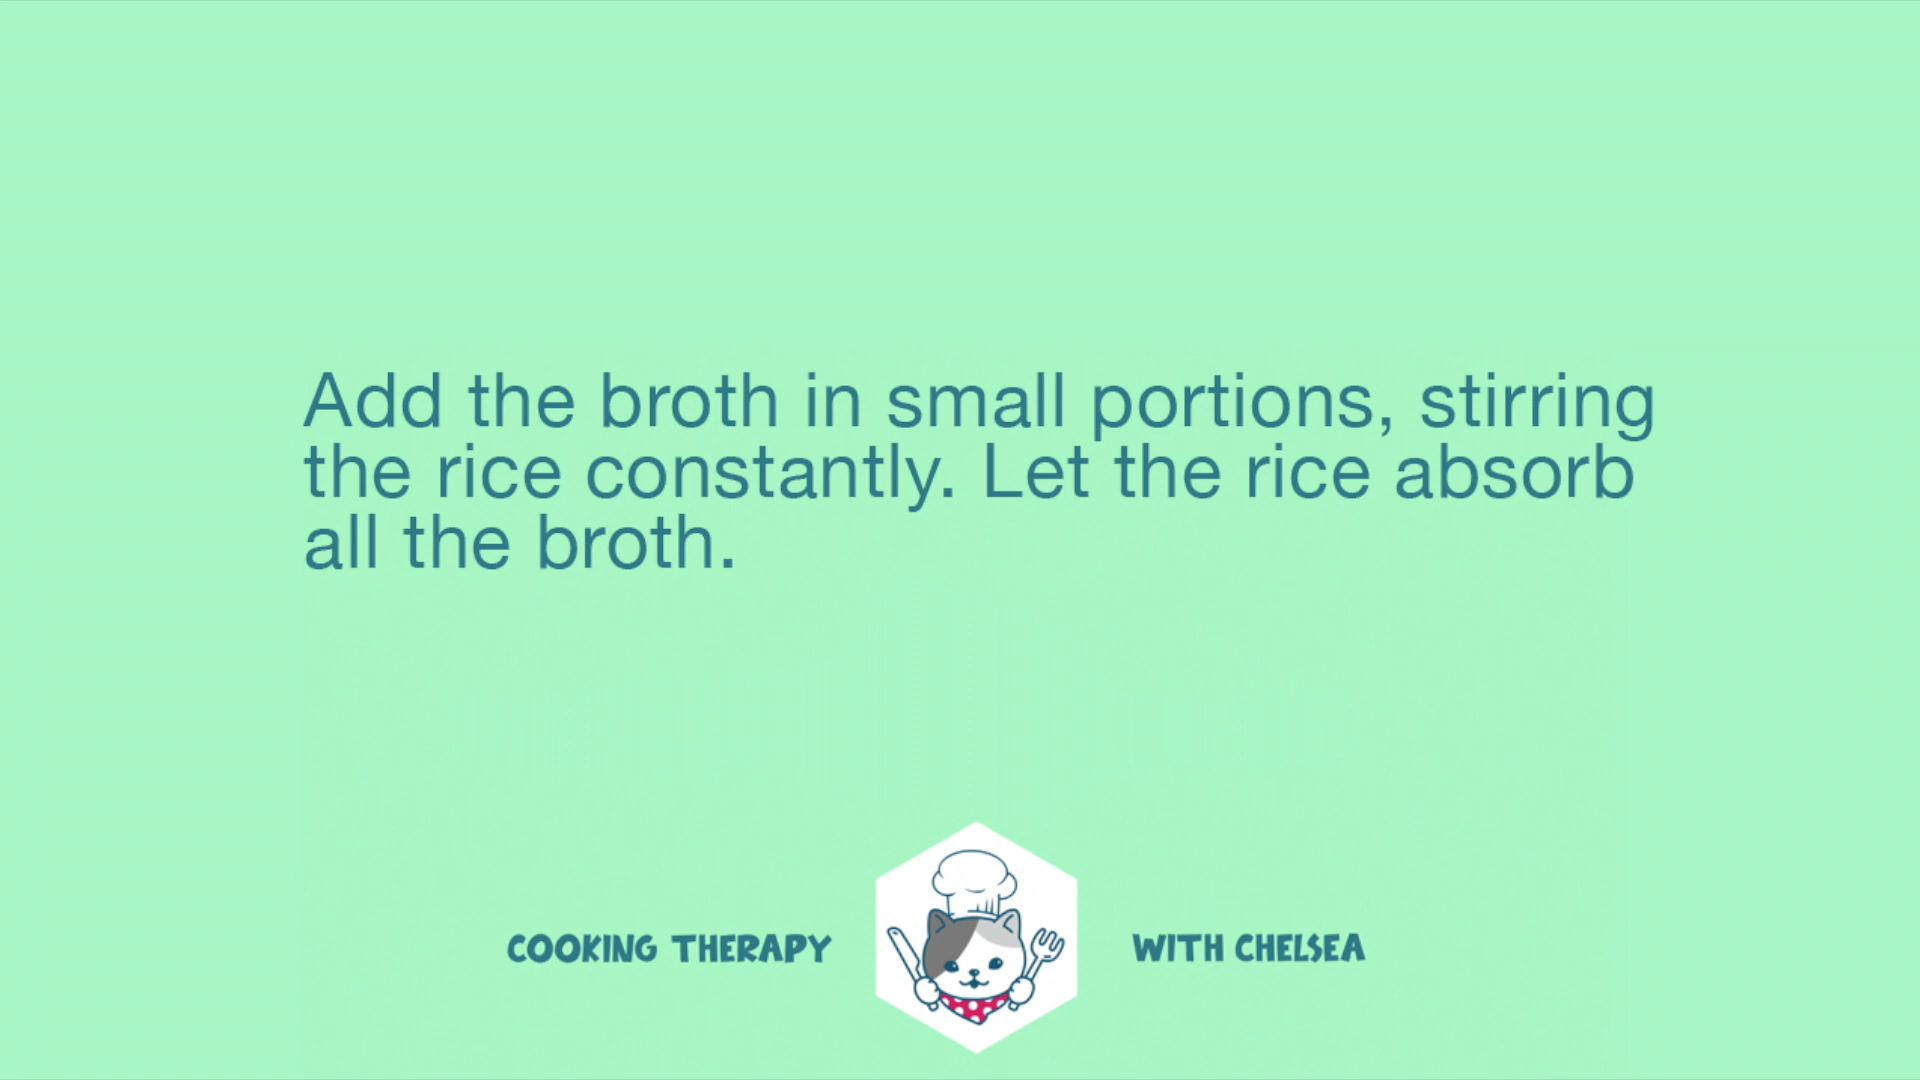 Add the broth in small portions, stirring
the rice constantly. Let the rice absorb
all the broth.
COOKING THERAPY WITH CHELSEA